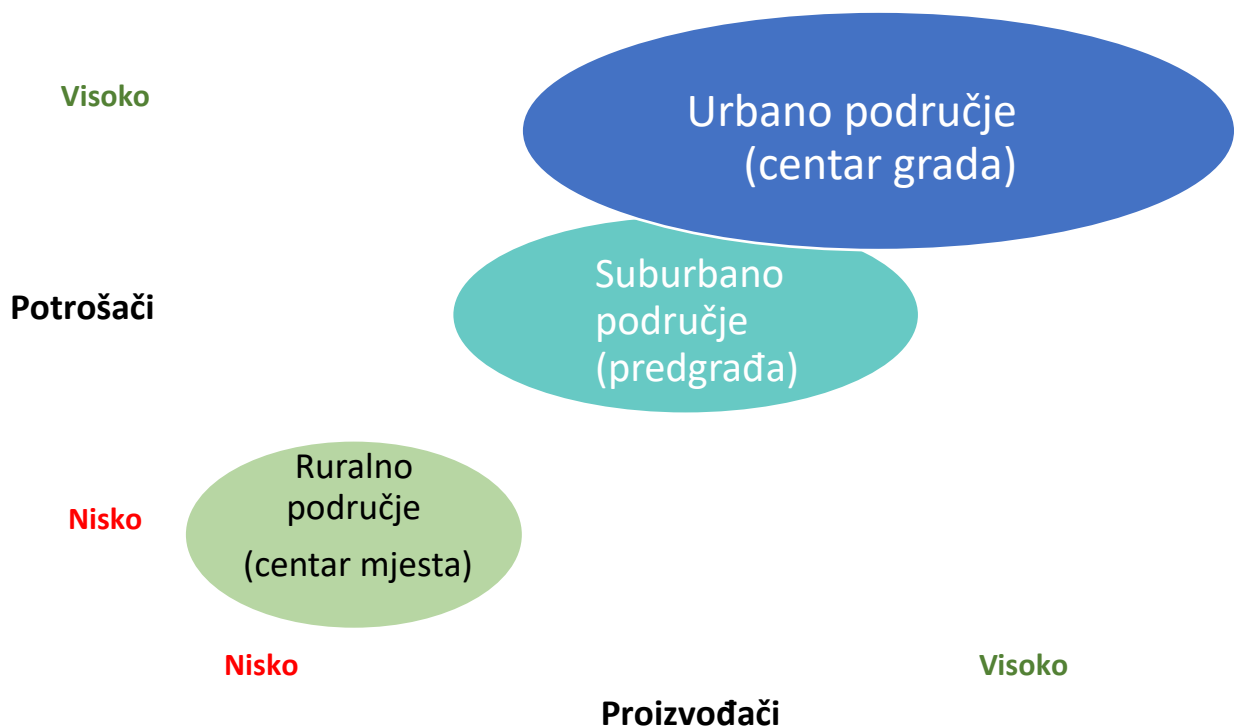 Visoko
Urbano područje
(centar grada)
Suburbano
područje
(predgrađa)
Potrošači
Ruralno
područje
(centar mjesta)
Nisko
Nisko
Visoko
Proizvođači